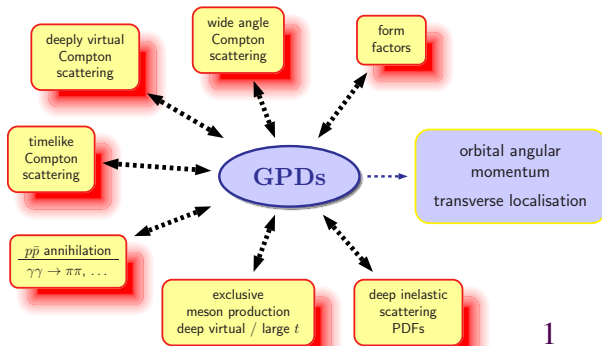 deeply virtual
Compton
scattering
wide angle
Compton
scattering
form
factors
timelike
Compton
scattering
GPDs
orbital angular
momentum
transverse localisation
pp̄ annihilation
γγ → ππ, …
exclusive
meson production
deep virtual / large t
deep inelastic
scattering
PDFs
1